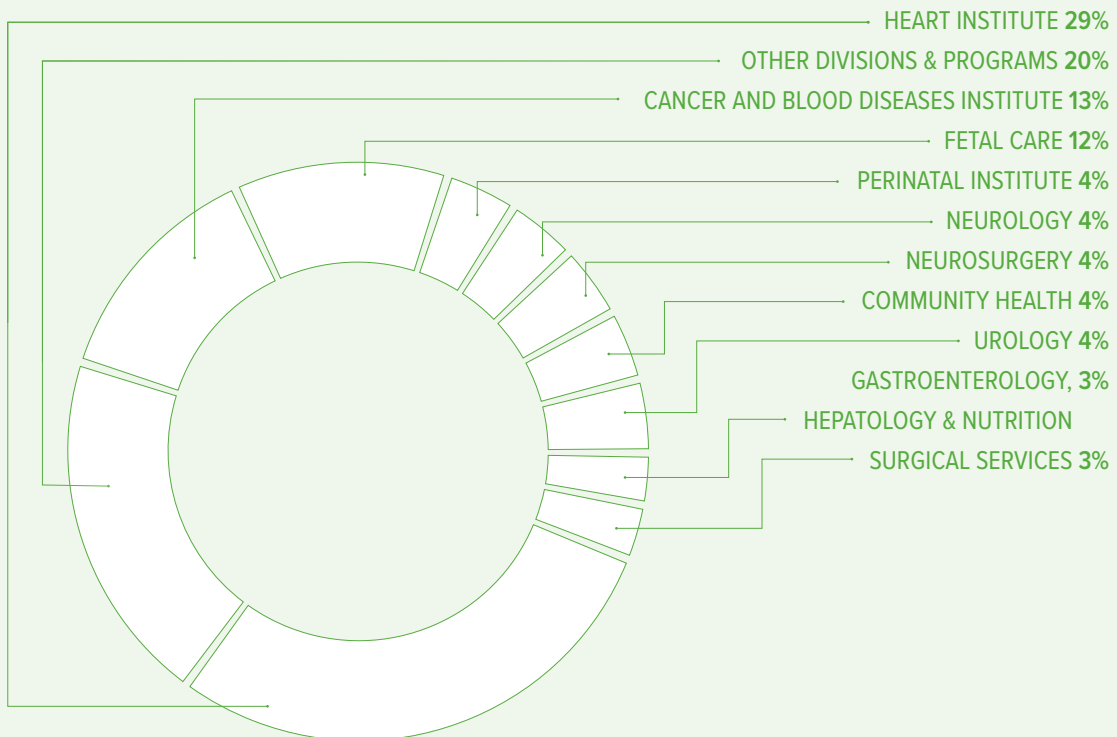 HEART INSTITUTE 29%
OTHER DIVISIONS & PROGRAMS 20%
CANCER AND BLOOD DISEASES INSTITUTE 13%
FETAL CARE 12%
PERINATAL INSTITUTE 4%
NEUROLOGY 4%
NEUROSURGERY 4%
COMMUNITY HEALTH 4%
UROLOGY 4%
GASTROENTEROLOGY, 3%
HEPATOLOGY & NUTRITION
SURGICAL SERVICES 3%